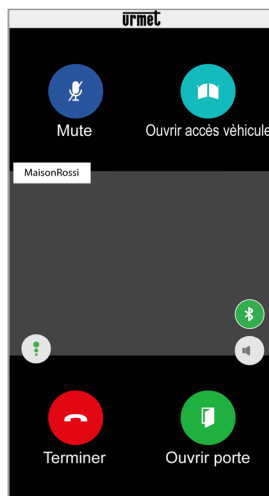 urmet
Mute
Ouvrir accès vèhicule
MaisonRossi
Terminer
Ouvrir porte